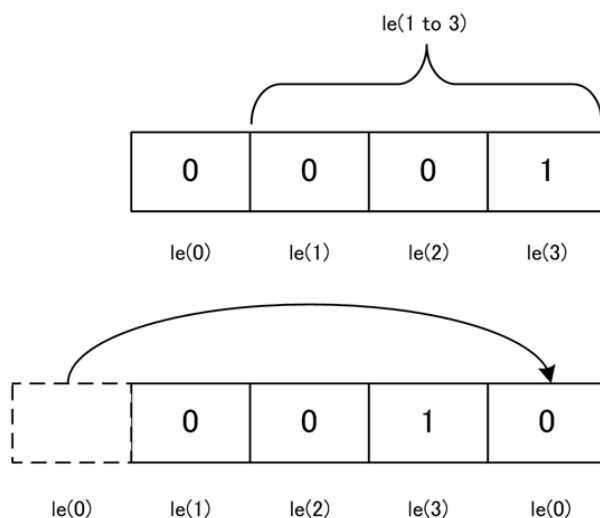 le(1 to 3)
0 0 0 1
le(0) le(1) le(2) le(3)
0 0 1 0
le(0) le(1) le(2) le(3) le(0)